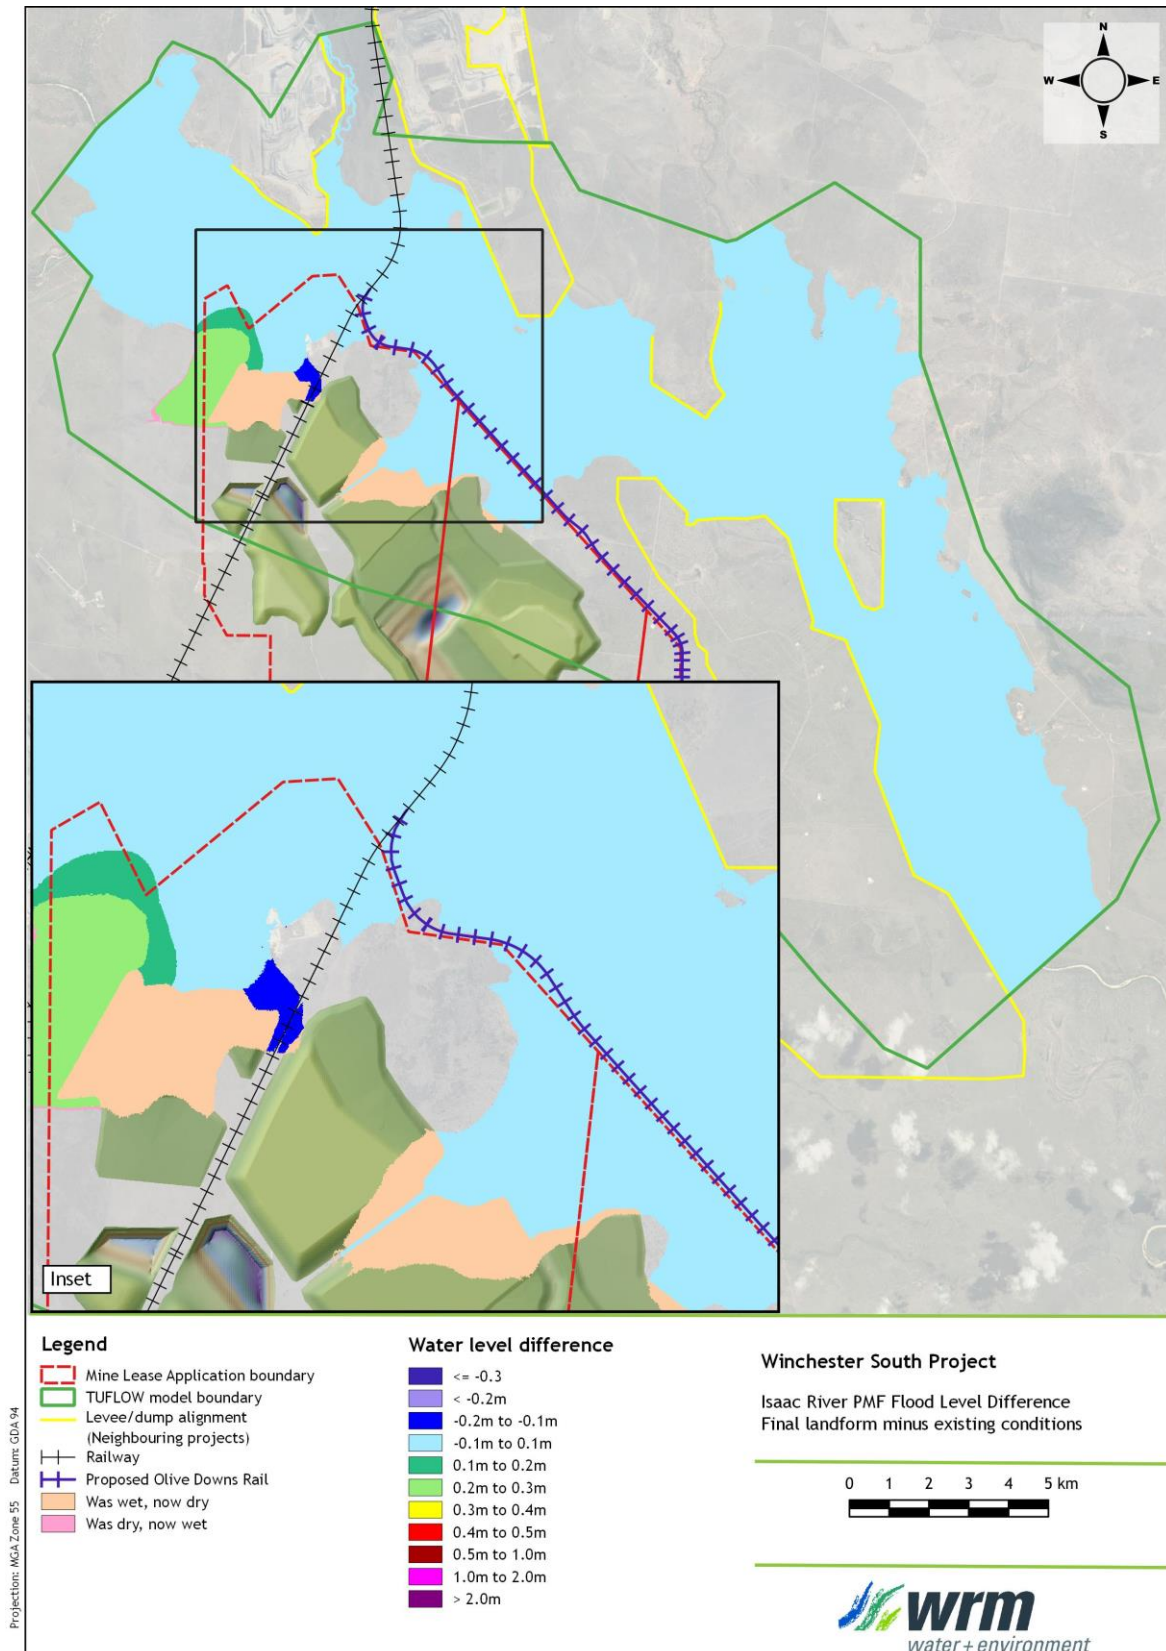 N
W
E
S
Inset
Projection: MGA Zone 55 Datum: GDA 94
Legend
Mine Lease Application boundary
TUFLOW model boundary
Levee/dump alignment
(Neighbouring projects)
Railway
Proposed Olive Downs Rail
Was wet, now dry
Was dry, now wet
Water level difference
<= -0.3
< -0.2m
-0.2m to -0.1m
-0.1m to 0.1m
0.1m to 0.2m
0.2m to 0.3m
0.3m to 0.4m
0.4m to 0.5m
0.5m to 1.0m
1.0m to 2.0m
> 2.0m
Winchester South Project
Isaac River PMF Flood Level Difference
Final landform minus existing conditions
0 1 2 3 4 5 km
wrm
water + environment